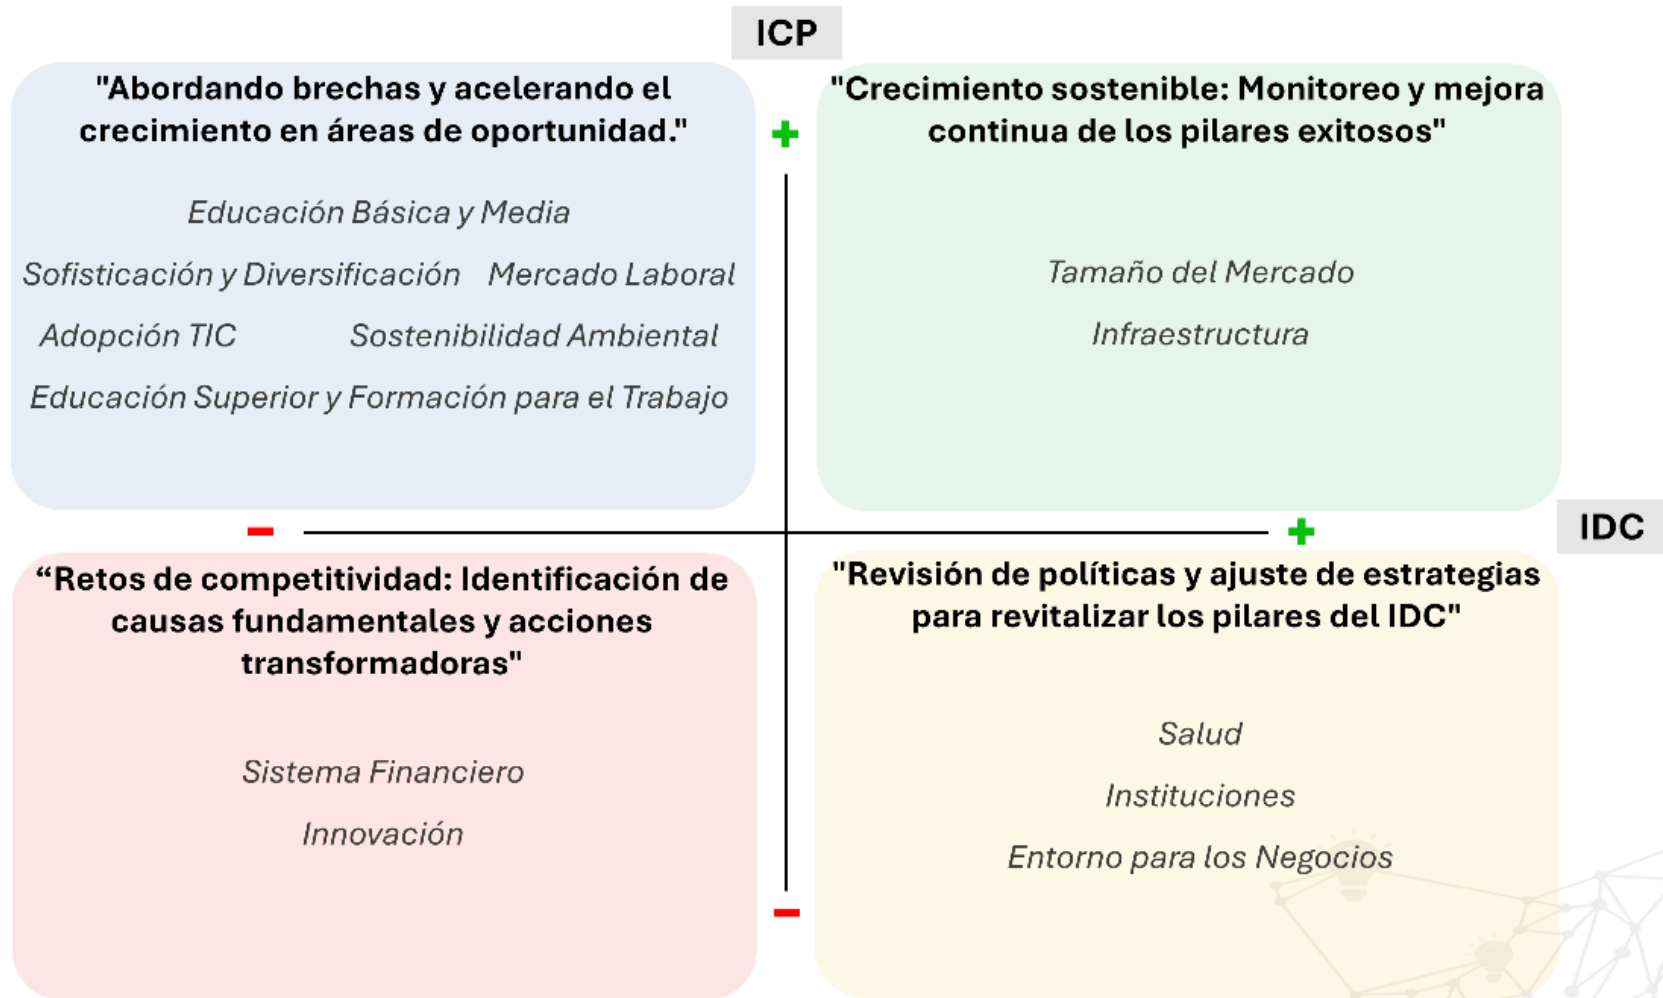 ICP
"Abordando brechas y acelerando el
crecimiento en áreas de oportunidad."
Educación Básica y Media
Sofisticación y Diversificación Mercado Laboral
Adopción TIC Sostenibilidad Ambiental
Educación Superior y Formación para el Trabajo
+
"Crecimiento sostenible: Monitoreo y mejora
continua de los pilares exitosos"
Tamaño del Mercado
Infraestructura
-
+
IDC
“Retos de competitividad: Identificación de
causas fundamentales y acciones
transformadoras"
Sistema Financiero
Innovación
"Revisión de políticas y ajuste de estrategias
para revitalizar los pilares del IDC"
Salud
Instituciones
Entorno para los Negocios
-